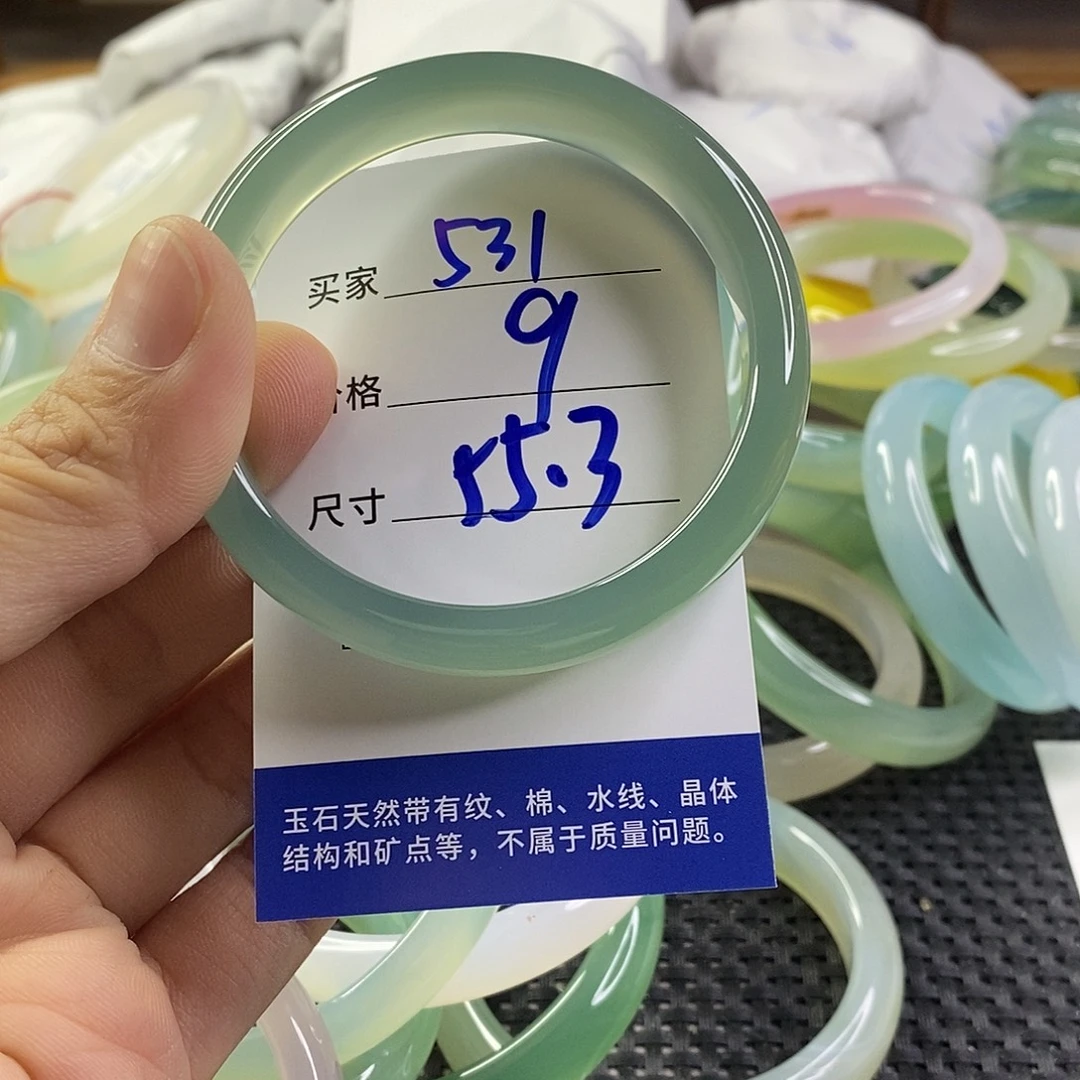 买家 531
价格 9
尺寸 55.3
玉石天然带有纹、棉、水线、晶体
结构和矿点等，不属于质量问题。